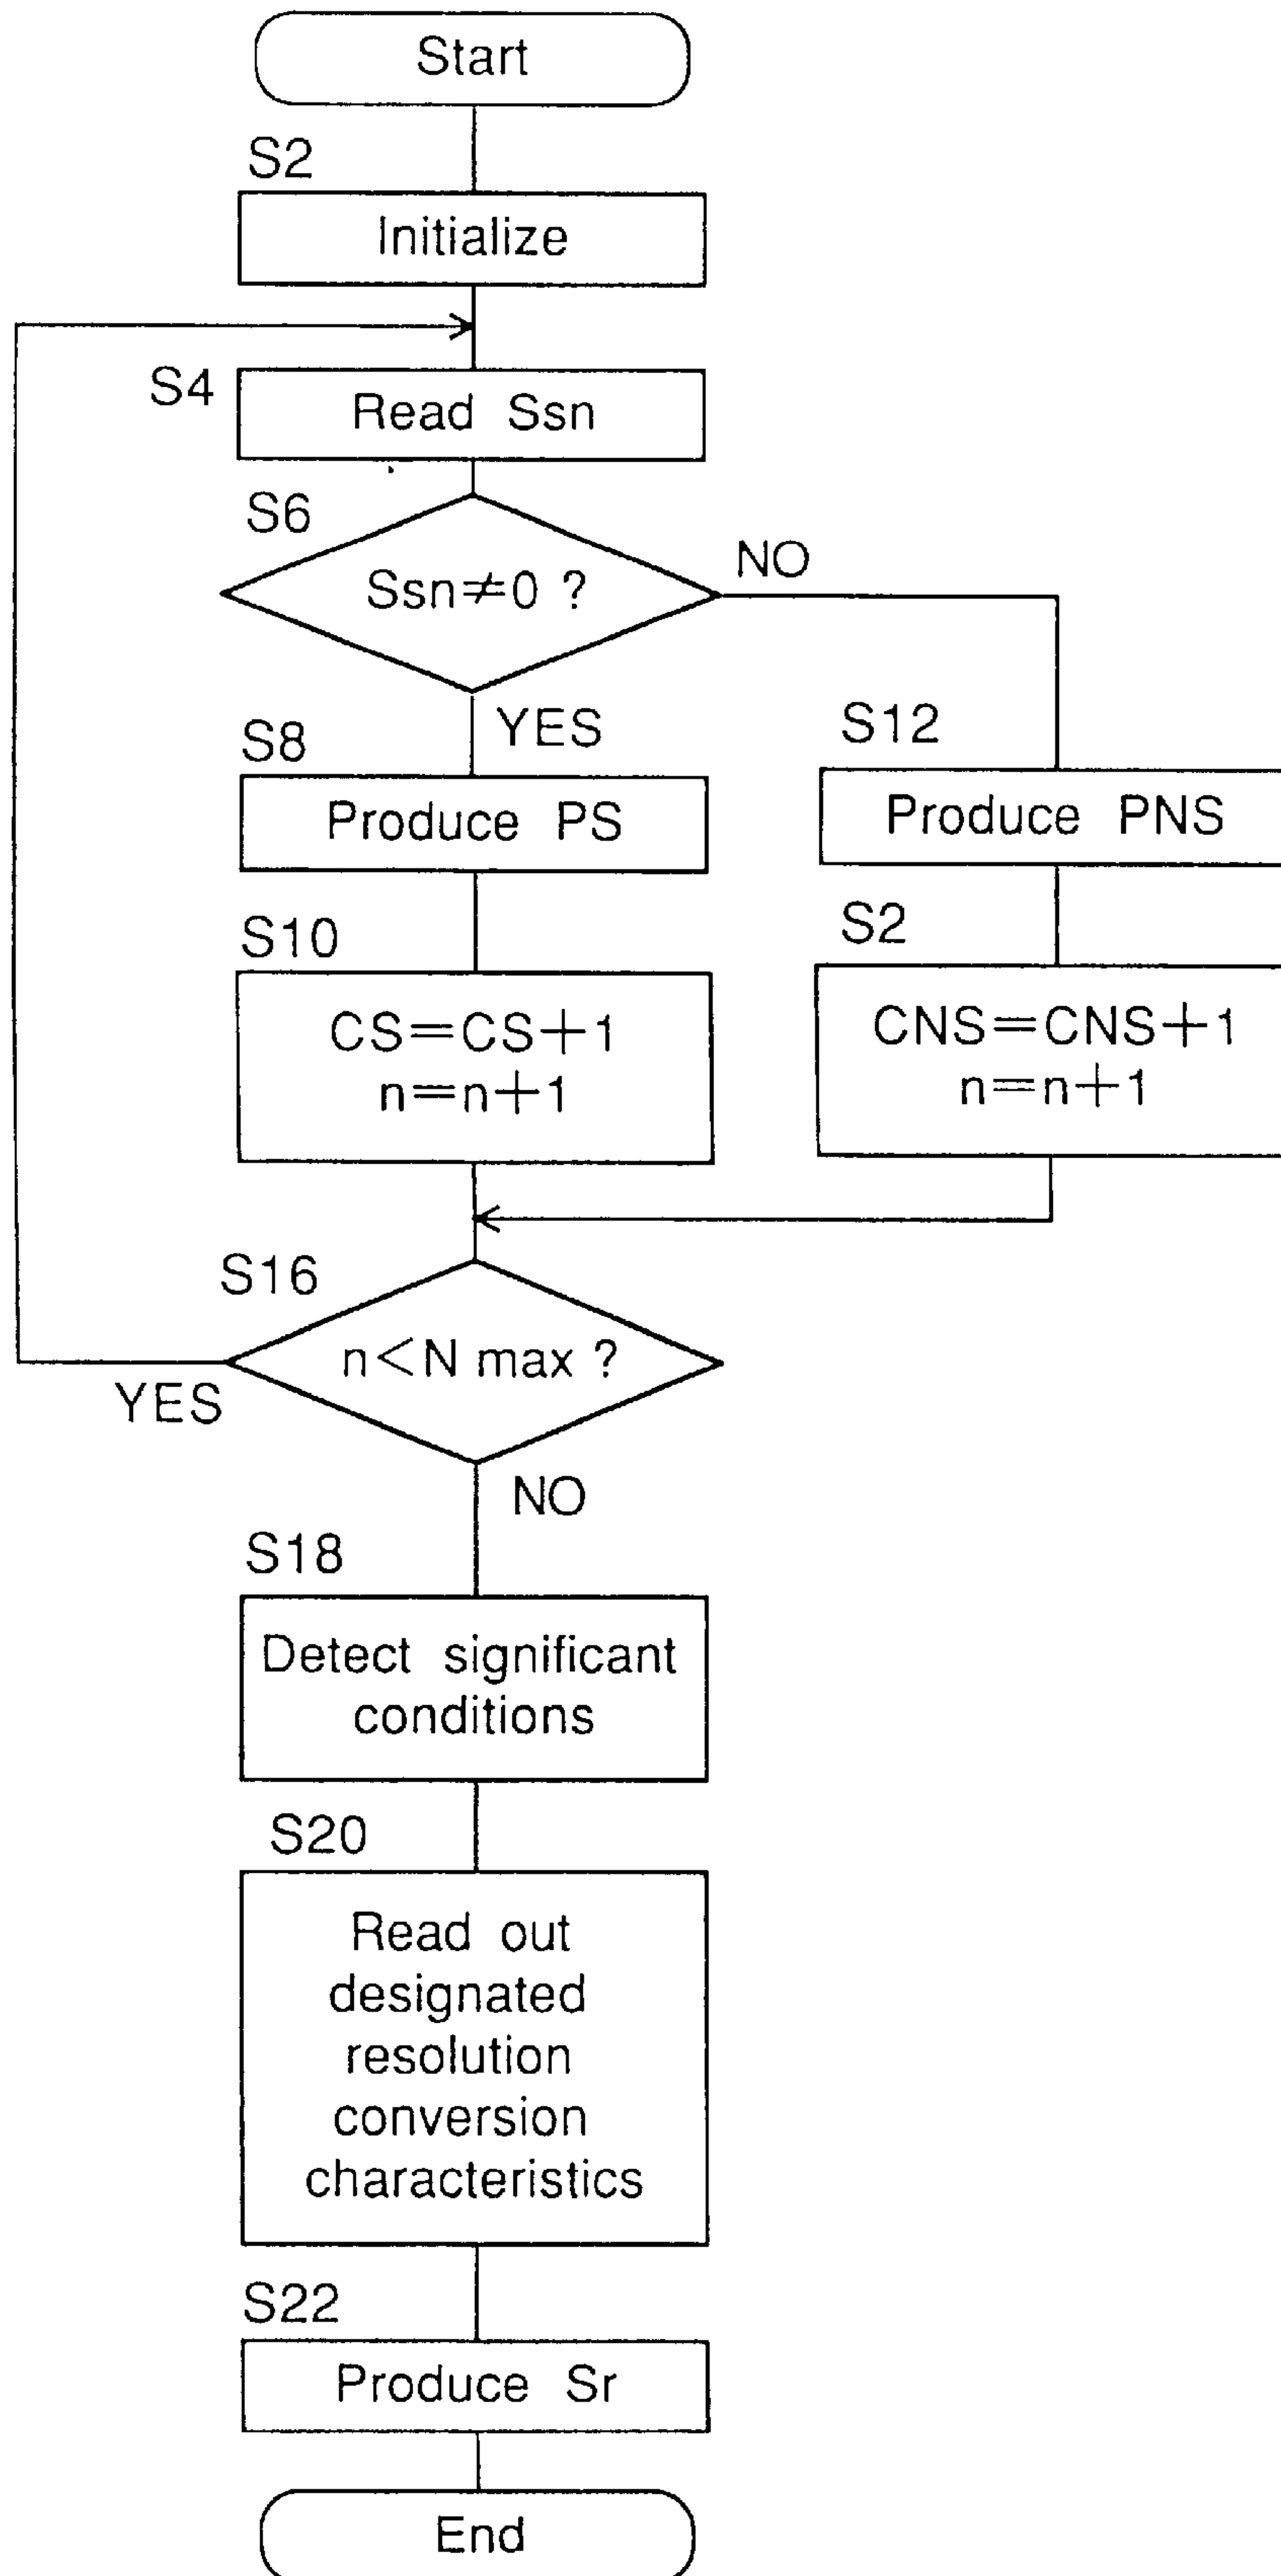 Start
S2
Initialize
S4
Read Ssn
S6
Ssn≠0 ?
NO
YES
S8
Produce PS
S12
Produce PNS
S10
CS=CS+1
n=n+1
S2
CNS=CNS+1
n=n+1
S16
n<N max ?
YES
NO
S18
Detect significant
conditions
S20
Read out
designated
resolution
conversion
characteristics
S22
Produce Sr
End